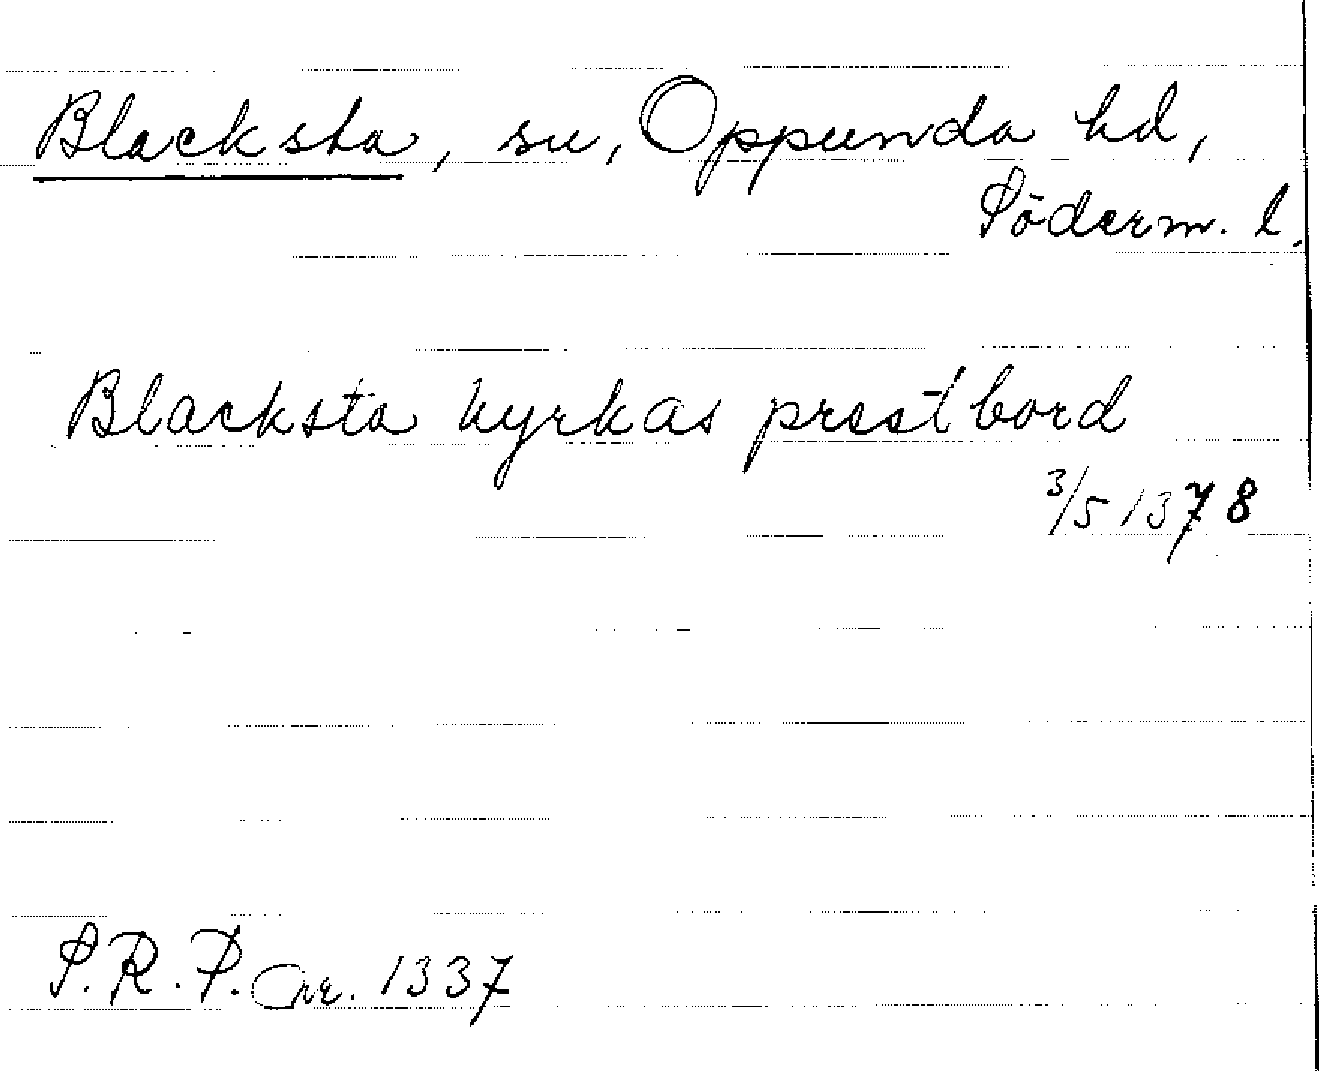 Blacksta, sn, Oppunda hd,
Söderm. l.
Blacksta kyrkas prestbord
3/5 1378
S.R.P. nr. 1337